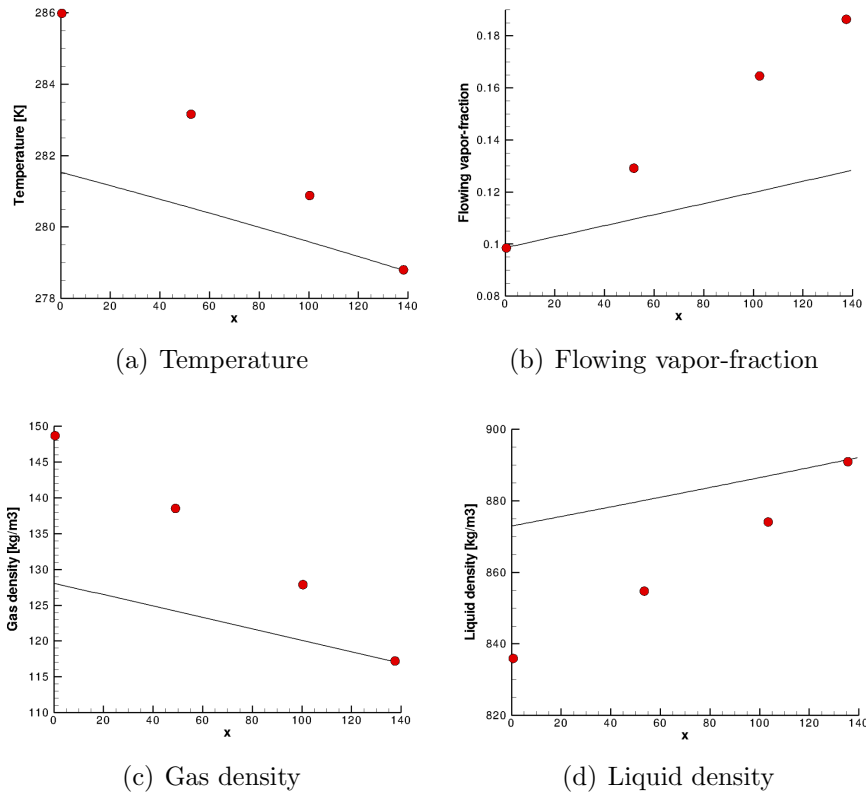 286
284
282
280
278
Temperature [K]
0 20 40 60 80 100 120 140
x
(a) Temperature
0.18
0.16
0.14
0.12
0.1
0.08
Flowing vapor-fraction
0 20 40 60 80 100 120 140
x
(b) Flowing vapor-fraction
150
145
140
135
130
125
120
115
110
Gas density [kg/m3]
0 20 40 60 80 100 120 140
x
(c) Gas density
900
880
860
840
820
Liquid density [kg/m3]
0 20 40 60 80 100 120 140
x
(d) Liquid density